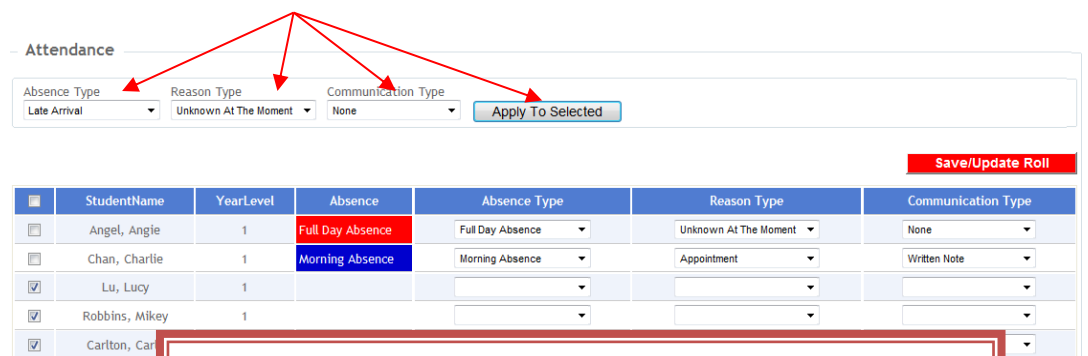 Attendance
Absence Type Reason Type Communication Type
Late Arrival Unknown At The Moment None Apply To Selected
Save/Update Roll
StudentName YearLevel Absence Absence Type Reason Type Communication Type
Angel, Angie 1 Full Day Absence Full Day Absence Unknown At The Moment None
Chan, Charlie 1 Morning Absence Morning Absence Appointment Written Note
Lu, Lucy 1
Robbins, Mikey 1
Carlton,